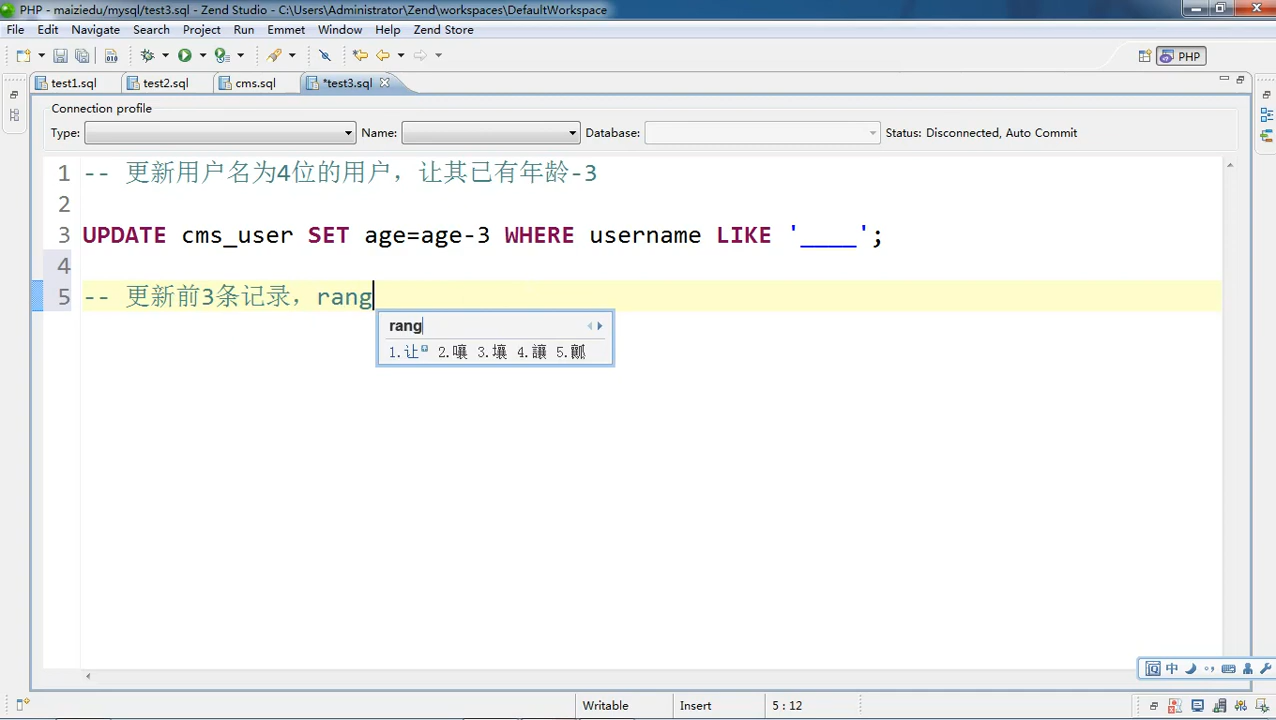 PHP - maiziedu/mysql/test3.sql - Zend Studio - C:\Users\Administrator\Zend\workspaces\DefaultWorkspace
File Edit Navigate Search Project Run Emmet Window Help Zend Store
PHP
test1.sql test2.sql cms.sql *test3.sql
Connection profile
Type: Name: Database: Status: Disconnected, Auto Commit
1 -- 更新用户名为4位的用户，让其已有年龄-3
2
3 UPDATE cms_user SET age=age-3 WHERE username LIKE '____';
4
5 -- 更新前3条记录，rang
rang
1.让 2.嚷 3.壤 4.讓 5.瓤
中
Writable Insert 5 : 12